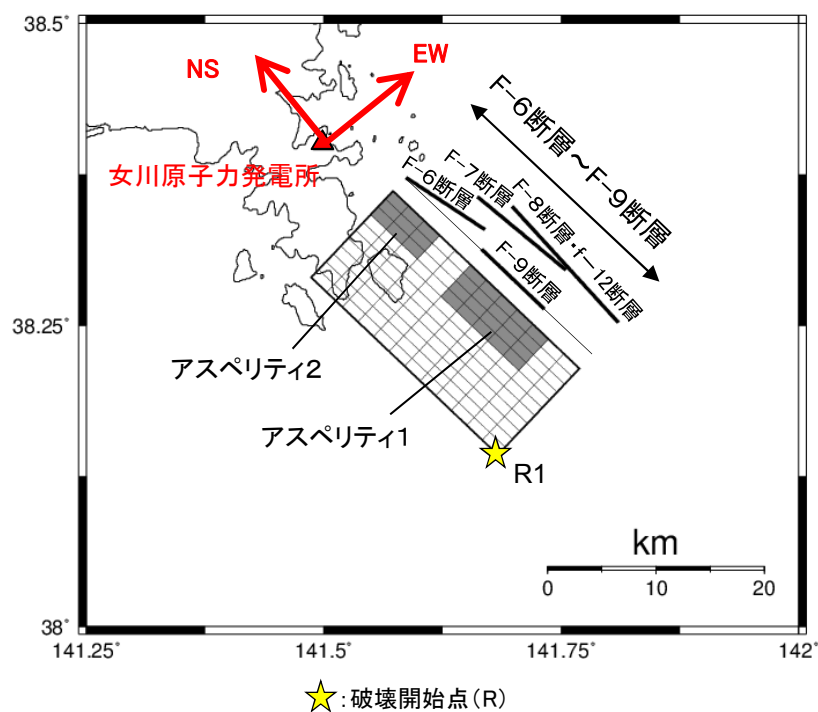 38.5°
NS
EW
F-6断層～F-9断層
女川原子力発電所
F-6断層
F-7断層
F-8断層・f-12断層
F-9断層
38.25°
アスペリティ2
アスペリティ1
R1
km
0 10 20
38°
141.25° 141.5° 141.75° 142°
：破壊開始点（R）